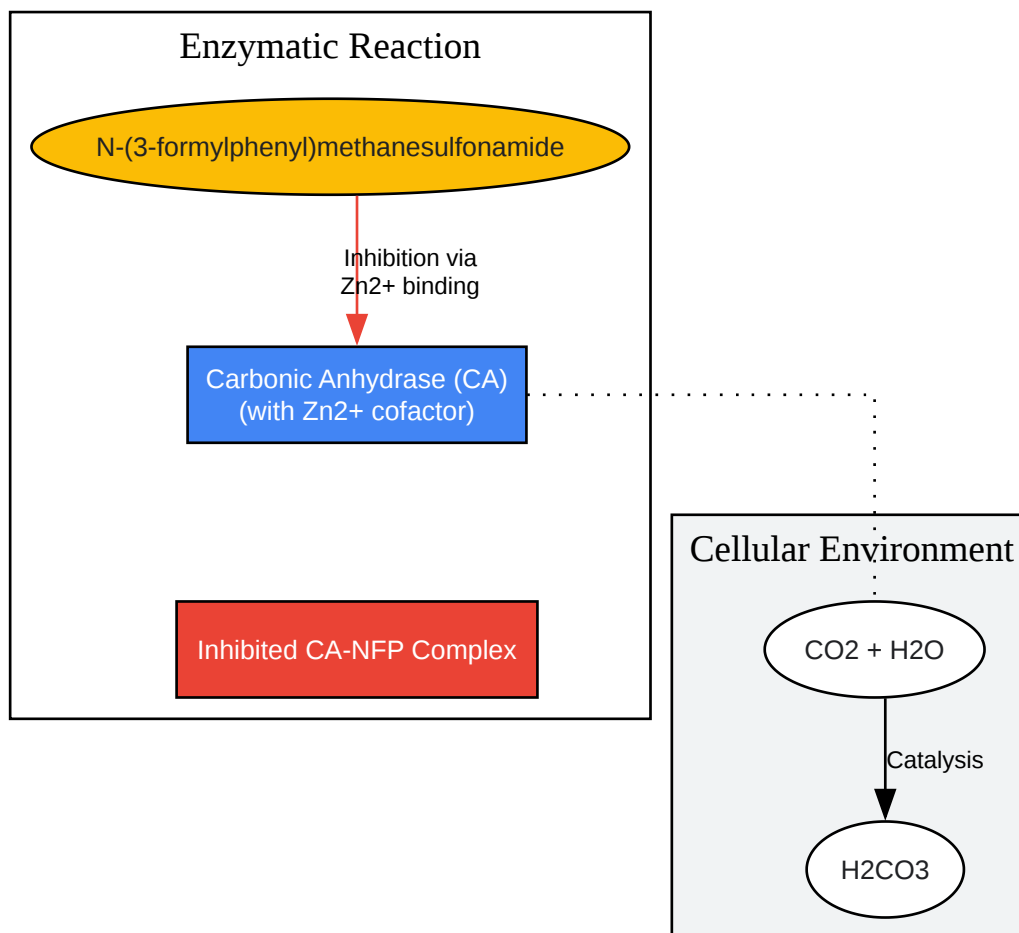 Enzymatic Reaction
N-(3-formylphenyl)methanesulfonamide
Inhibition via
Zn2+ binding
Carbonic Anhydrase (CA)
(with Zn2+ cofactor)
Inhibited CA-NFP Complex
Cellular Environment
CO2 + H2O
Catalysis
H2CO3